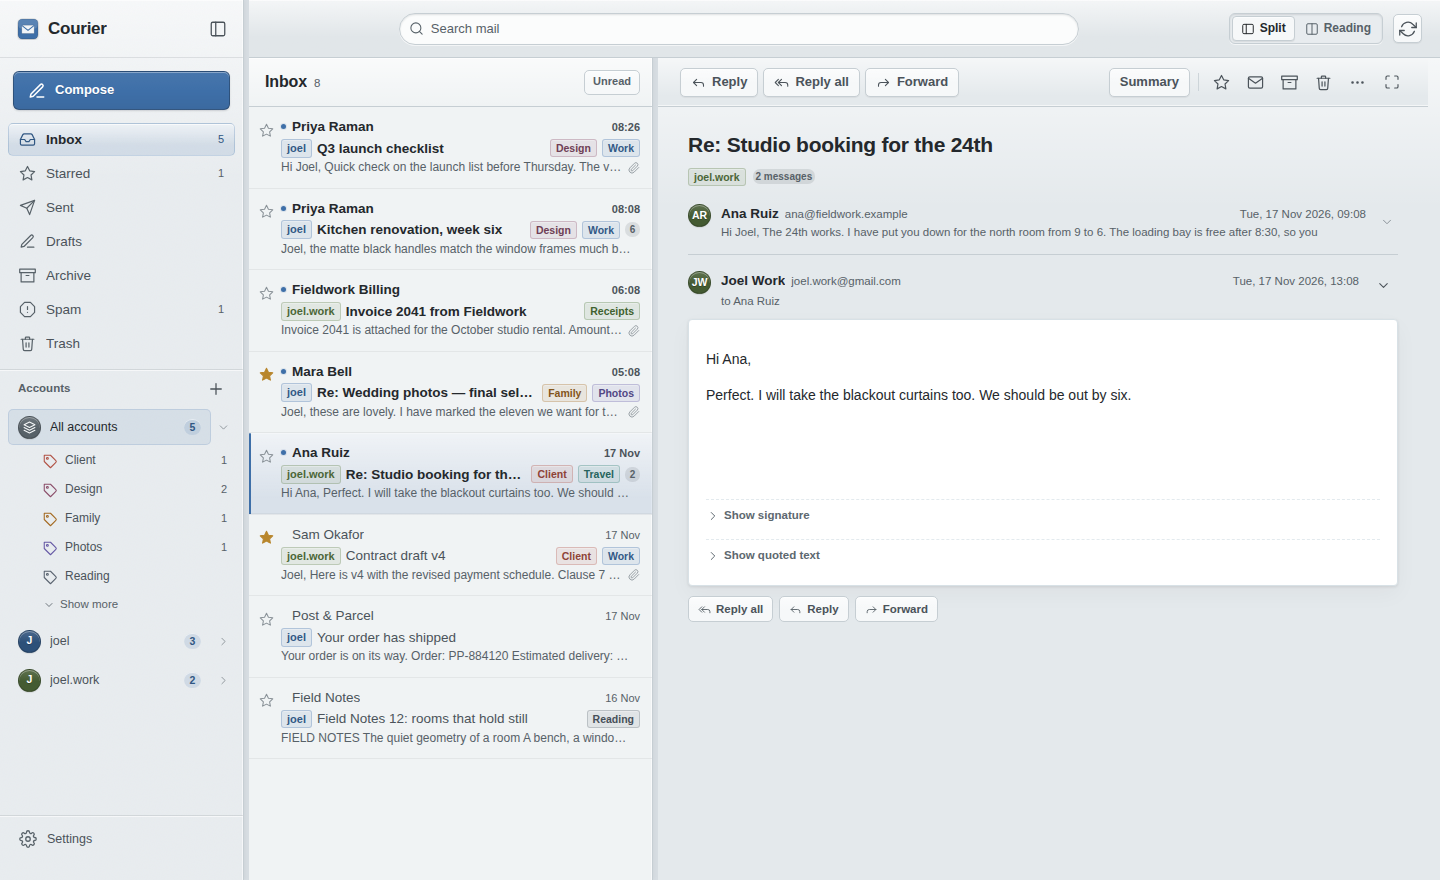 Courier
Search mail
Split
Reading
Compose
Inbox 5
Starred 1
Sent
Drafts
Archive
Spam 1
Trash
Accounts
All accounts 5
Client 1
Design 2
Family 1
Photos 1
Reading
Show more
J joel 3
J joel.work 2
Settings
Inbox 8
Unread
Priya Raman 08:26
joel Q3 launch checklist Design Work
Hi Joel, Quick check on the launch list before Thursday. The v…
Priya Raman 08:08
joel Kitchen renovation, week six Design Work 6
Joel, the matte black handles match the window frames much b…
Fieldwork Billing 06:08
joel.work Invoice 2041 from Fieldwork Receipts
Invoice 2041 is attached for the October studio rental. Amount…
Mara Bell 05:08
joel Re: Wedding photos — final sel… Family Photos
Joel, these are lovely. I have marked the eleven we want for t…
Ana Ruiz 17 Nov
joel.work Re: Studio booking for th… Client Travel 2
Hi Ana, Perfect. I will take the blackout curtains too. We should …
Sam Okafor 17 Nov
joel.work Contract draft v4 Client Work
Joel, Here is v4 with the revised payment schedule. Clause 7 …
Post & Parcel 17 Nov
joel Your order has shipped
Your order is on its way. Order: PP-884120 Estimated delivery: …
Field Notes 16 Nov
joel Field Notes 12: rooms that hold still Reading
FIELD NOTES The quiet geometry of a room A bench, a windo…
Reply Reply all Forward Summary
Re: Studio booking for the 24th
joel.work 2 messages
AR Ana Ruiz ana@fieldwork.example Tue, 17 Nov 2026, 09:08
Hi Joel, The 24th works. I have you down for the north room from 9 to 6. The loading bay is free after 8:30, so you
JW Joel Work joel.work@gmail.com Tue, 17 Nov 2026, 13:08
to Ana Ruiz
Hi Ana,
Perfect. I will take the blackout curtains too. We should be out by six.
Show signature
Show quoted text
Reply all Reply Forward